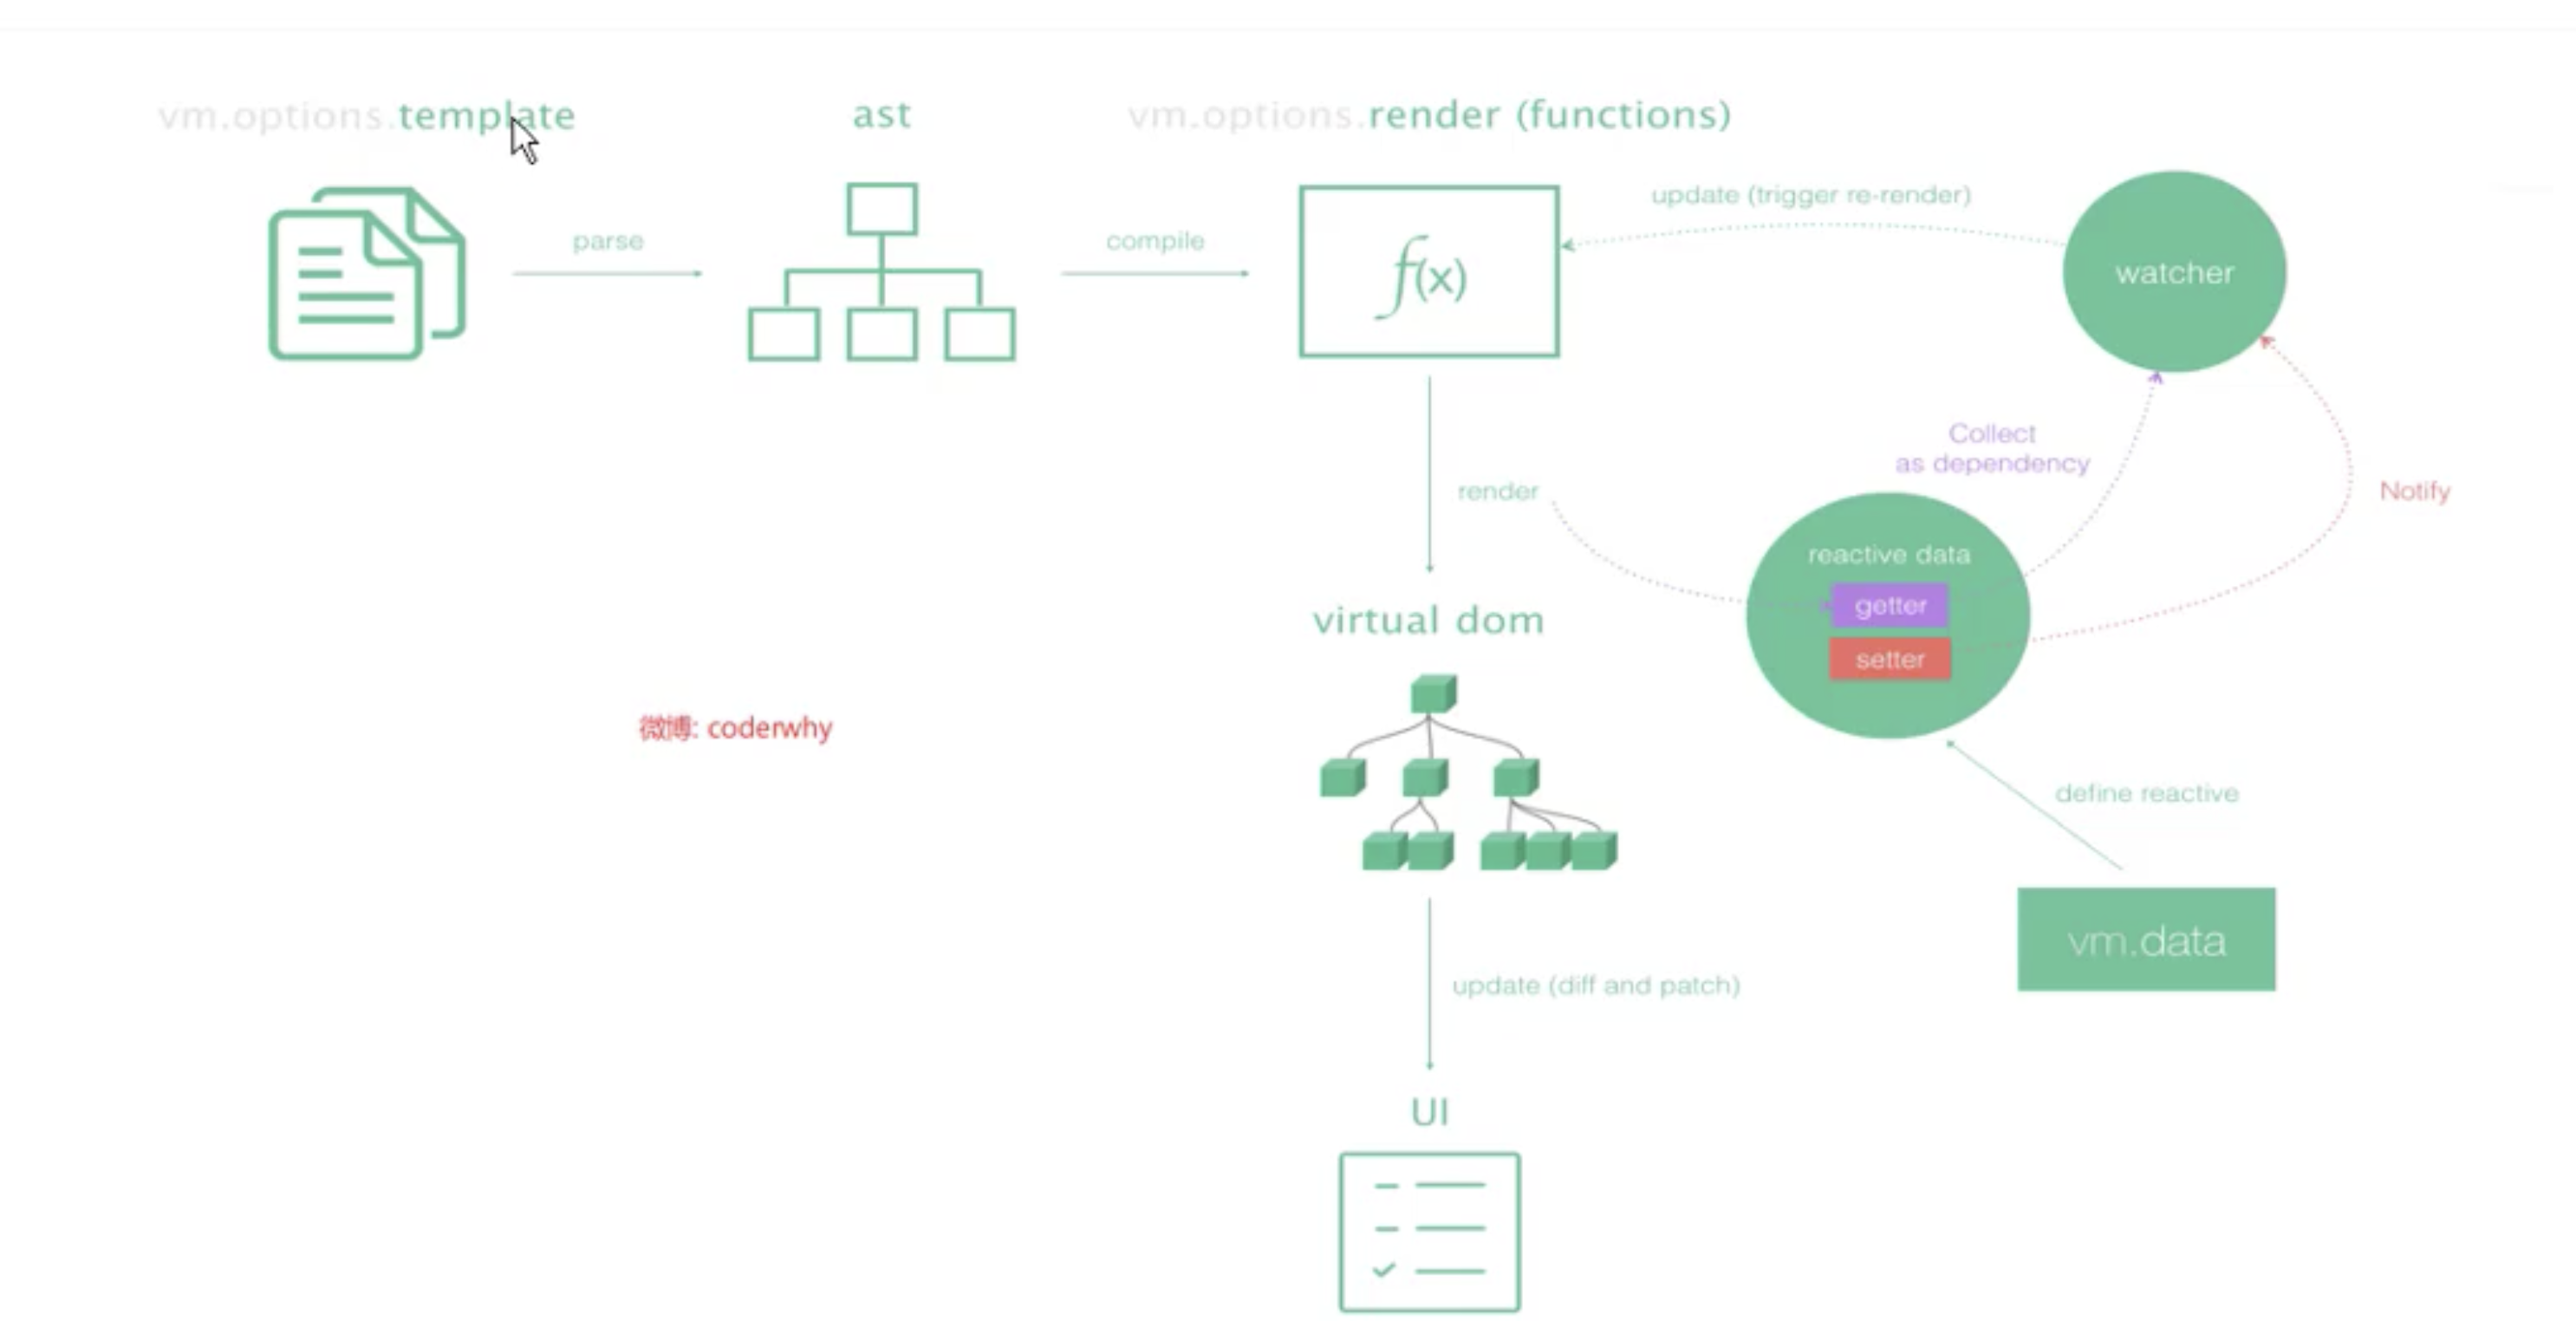 vm.options.template
ast
vm.options.render (functions)
parse
compile
f(x)
update (trigger re-render)
watcher
Collect
as dependency
Notify
render
reactive data
getter
setter
virtual dom
微博: coderwhy
define reactive
vm.data
update (diff and patch)
UI